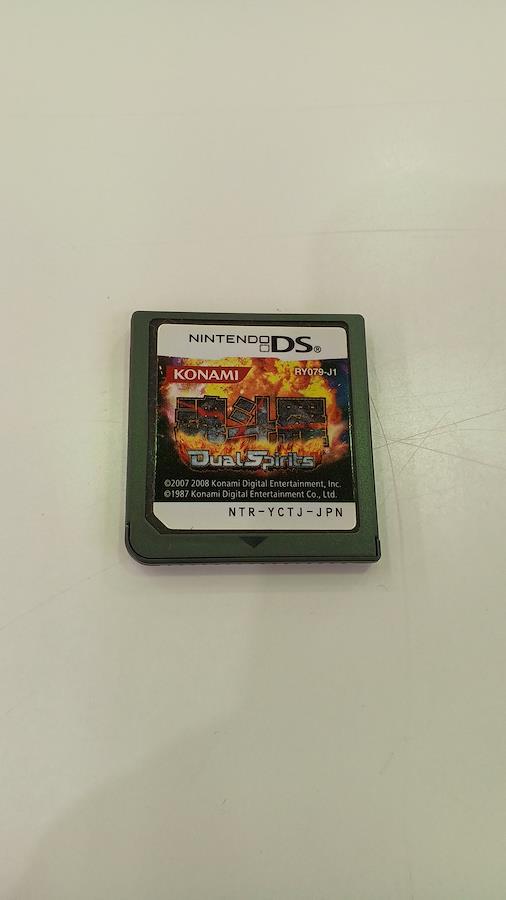 NINTENDO DS®
KONAMI
RY079-J1
魂斗羅
Dual Spirits
©2007 2008 Konami Digital Entertainment, Inc.
©1987 Konami Digital Entertainment Co., Ltd.
NTR-YCTJ-JPN